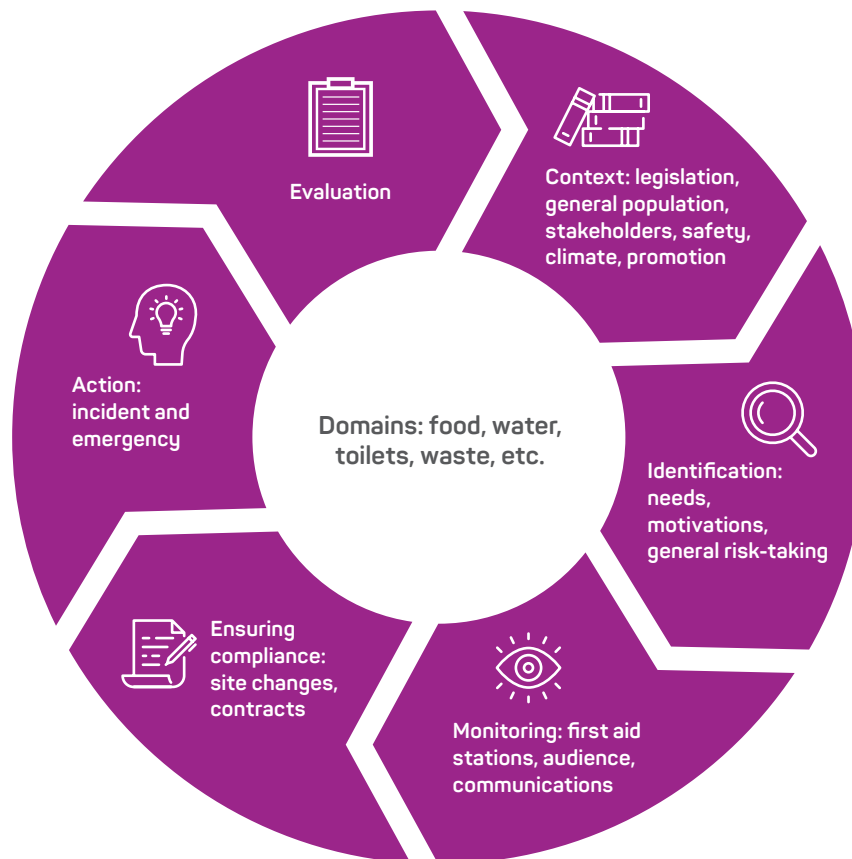 Evaluation
Context: legislation,
general population,
stakeholders, safety,
climate, promotion
Identification:
needs,
motivations,
general risk-taking
Monitoring: first aid
stations, audience,
communications
Ensuring
compliance:
site changes,
contracts
Action:
incident and
emergency
Domains: food, water,
toilets, waste, etc.